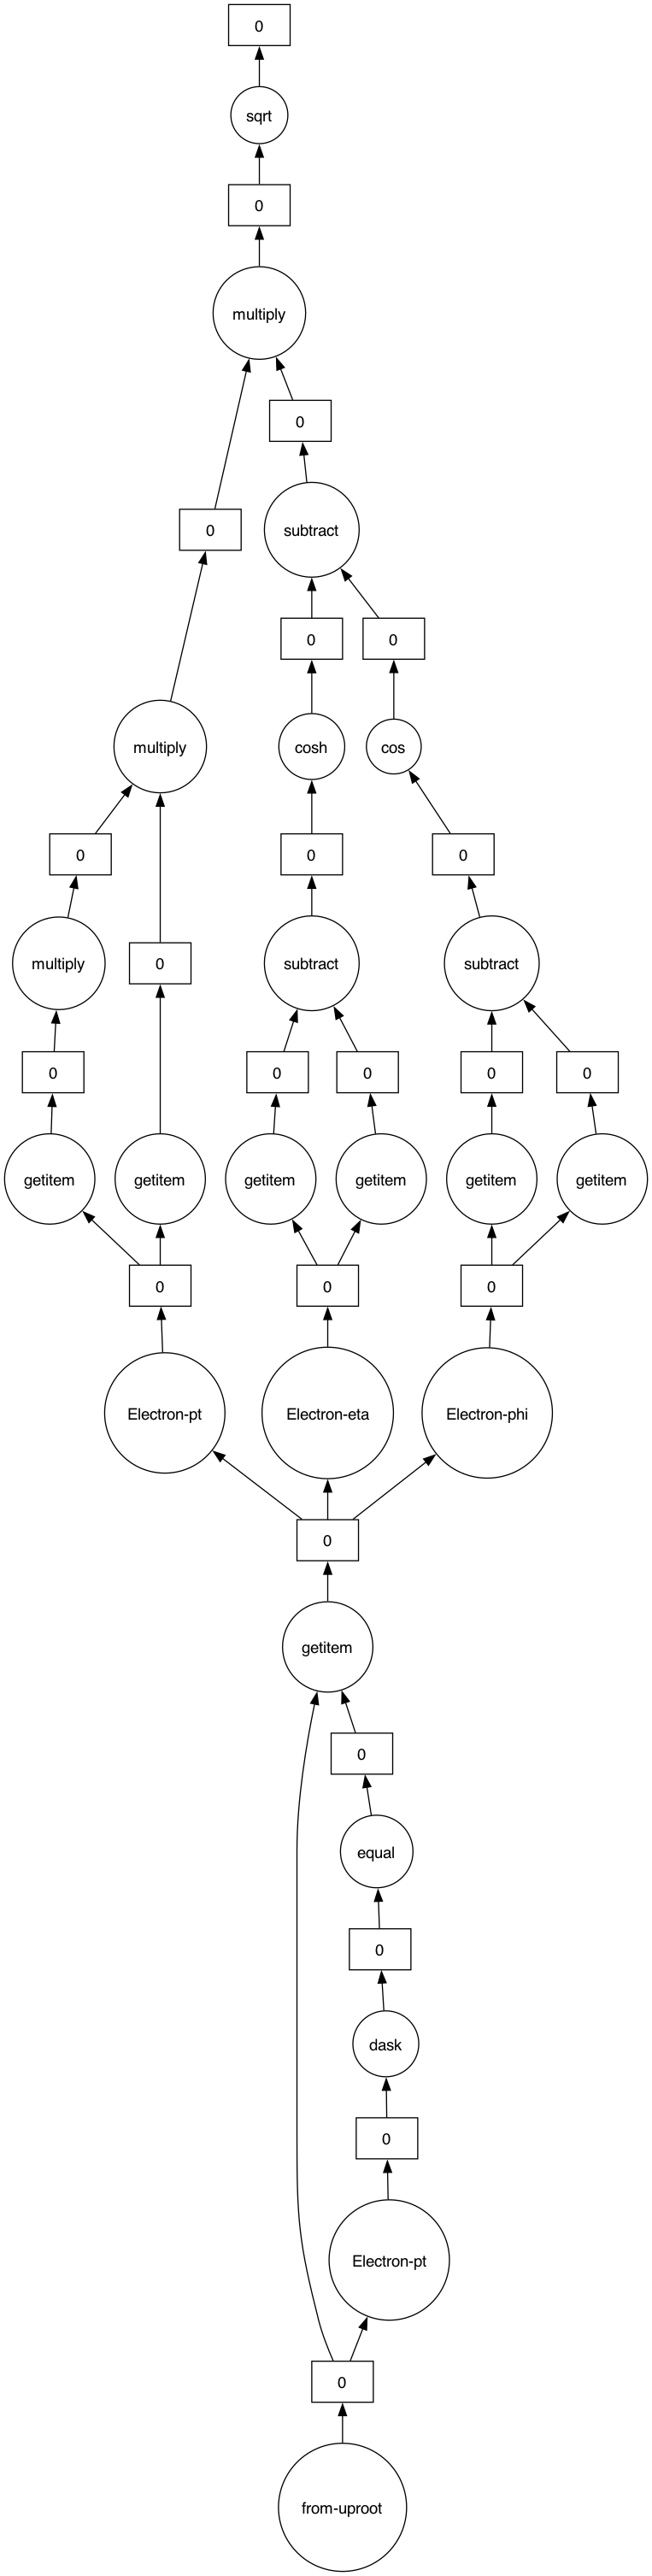 0
sqrt
0
multiply
0
0
subtract
0
0
multiply
cosh
cos
0
0
0
multiply
0
subtract
subtract
0
0
0
0
0
getitem
getitem
getitem
getitem
getitem
getitem
0
0
0
Electron-pt
Electron-eta
Electron-phi
0
getitem
0
equal
0
dask
0
Electron-pt
0
from-uproot